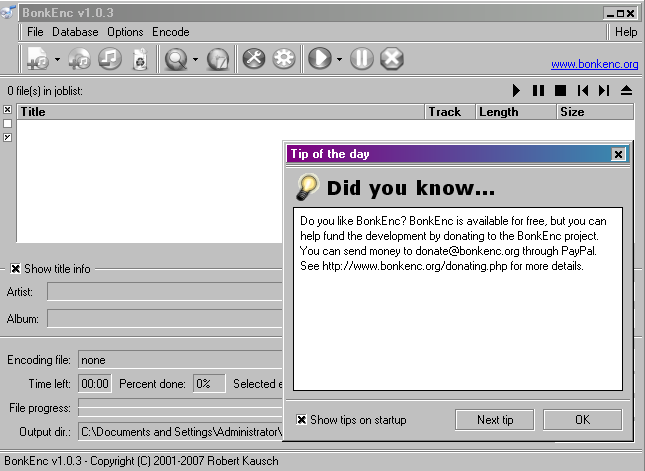 BonkEnc v1.0.3
File Database Options Encode Help
www.bonkenc.org
0 file(s) in joblist:
Title Track Length Size
Tip of the day
Did you know...
Do you like BonkEnc? BonkEnc is available for free, but you can
help fund the development by donating to the BonkEnc project.
You can send money to donate@bonkenc.org through PayPal.
See http://www.bonkenc.org/donating.php for more details.
Show title info
Artist:
Album:
Encoding file: none
Time left: 00:00 Percent done: 0% Selected
File progress:
Output dir.: C:\Documents and Settings\Administrator\
Show tips on startup Next tip OK
BonkEnc v1.0.3 - Copyright (C) 2001-2007 Robert Kausch